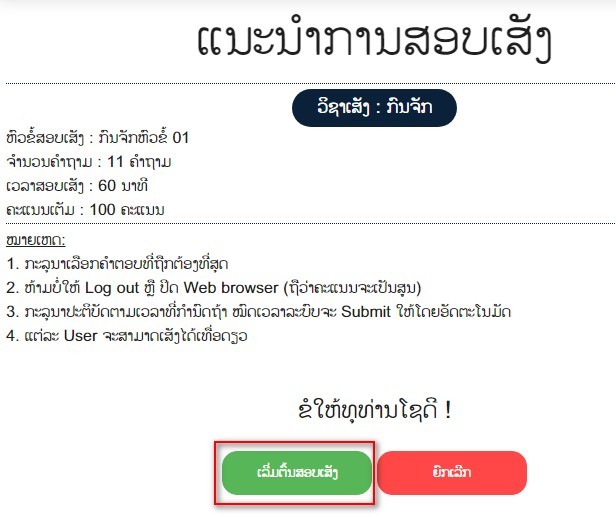 ແນະນຳການສອບເສັງ
ວິຊາເສັງ : ກົນຈັກ
ຫົວຂໍ້ສອບເສັງ : ກົນຈັກຫົວຂໍ້ 01
ຈຳນວນຄຳຖາມ : 11 ຄຳຖາມ
ເວລາສອບເສັງ : 60 ນາທີ
ຄະແນນເຕັມ : 100 ຄະແນນ
ໝາຍເຫດ:
1. ກະລຸນາເລືອກຄຳຕອບທີ່ຖືກຕ້ອງທີ່ສຸດ
2. ຫ້າມບໍ່ໃຫ້ Log out ຫຼື ປິດ Web browser (ຖືວ່າຄະແນນຈະເປັນສູນ)
3. ກະລຸນາປະຕິບັດຕາມເວລາທີ່ກຳນົດຖ້າ ໝົດເວລາລະບົບຈະ Submit ໃຫ້ໂດຍອັດຕະໂນມັດ
4. ແຕ່ລະ User ຈະສາມາດເສັງໄດ້ເທື່ອດຽວ
ຂໍໃຫ້ທຸທ່ານໂຊດີ !
ເລີ່ມຕົ້ນສອບເສັງ ຍົກເລີກ